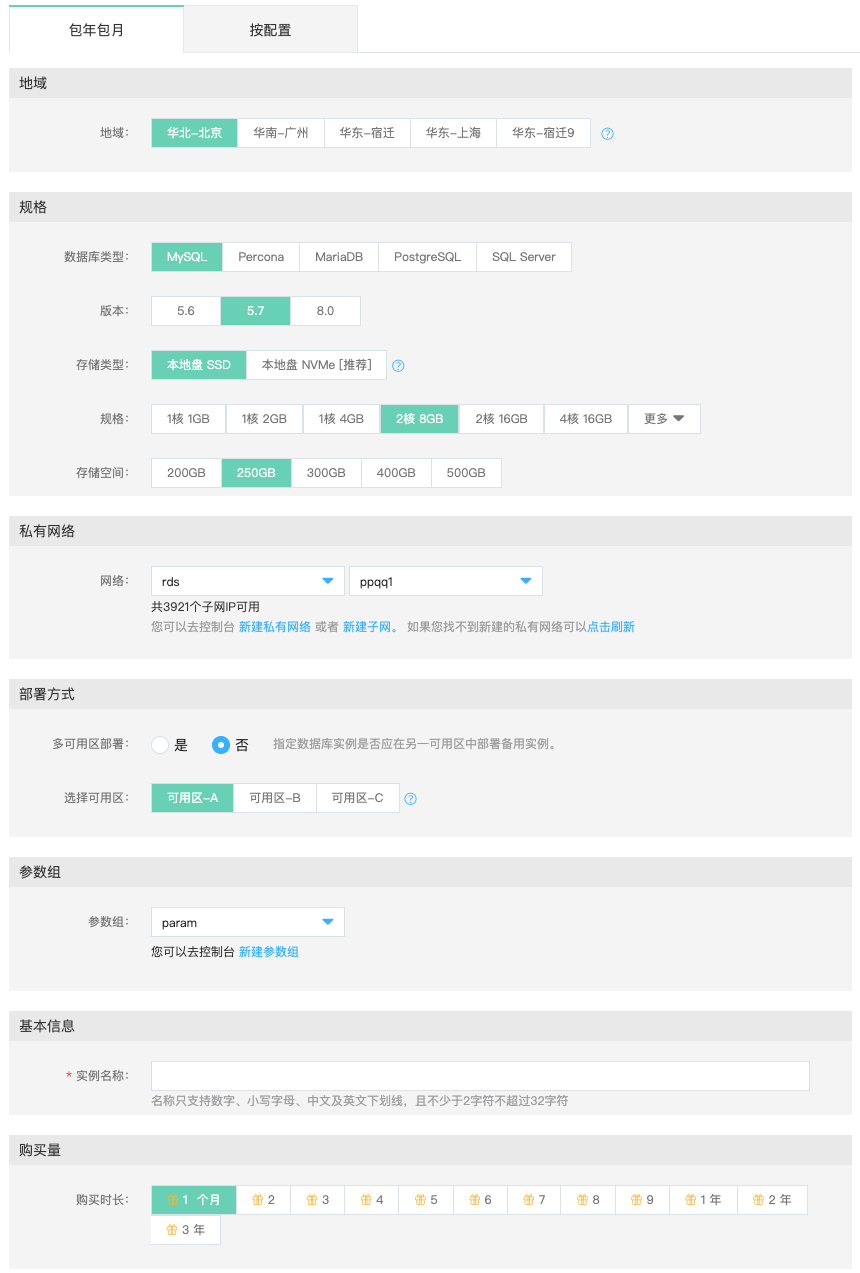 包年包月 按配置
地域
地域： 华北-北京 华南-广州 华东-宿迁 华东-上海 华东-宿迁9 ?
规格
数据库类型： MySQL Percona MariaDB PostgreSQL SQL Server
版本： 5.6 5.7 8.0
存储类型： 本地盘 SSD 本地盘 NVMe [推荐] ?
规格： 1核 1GB 1核 2GB 1核 4GB 2核 8GB 2核 16GB 4核 16GB 更多
存储空间： 200GB 250GB 300GB 400GB 500GB
私有网络
网络： rds ppqq1
共3921个子网IP可用
您可以去控制台 新建私有网络 或者 新建子网。 如果您找不到新建的私有网络可以点击刷新
部署方式
多可用区部署： 是 否 指定数据库实例是否应在另一可用区中部署备用实例。
选择可用区： 可用区-A 可用区-B 可用区-C ?
参数组
参数组： param
您可以去控制台 新建参数组
基本信息
* 实例名称：
名称只支持数字、小写字母、中文及英文下划线，且不少于2字符不超过32字符
购买量
购买时长： 1 个月 2 3 4 5 6 7 8 9 1 年 2 年
3 年